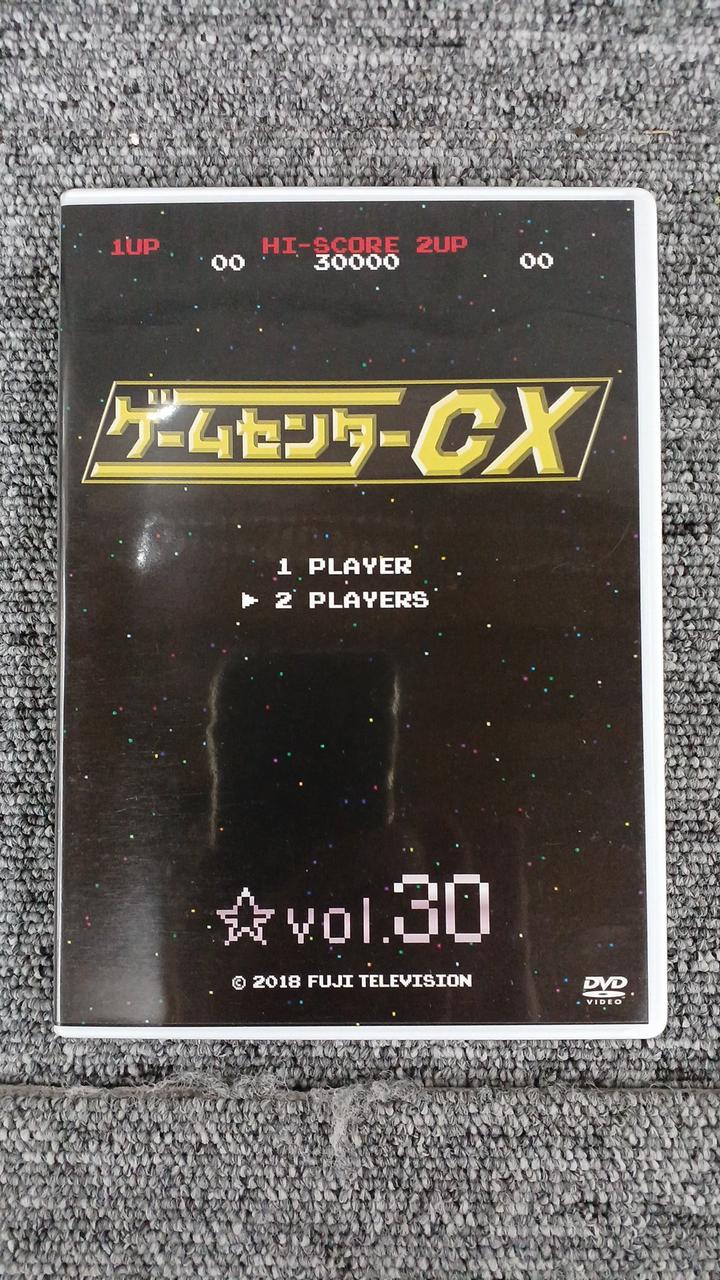 1UP HI-SCORE 2UP
00 30000 00
ゲームセンターCX
1 PLAYER
▶ 2 PLAYERS
☆ vol.30
© 2018 FUJI TELEVISION
DVD
VIDEO